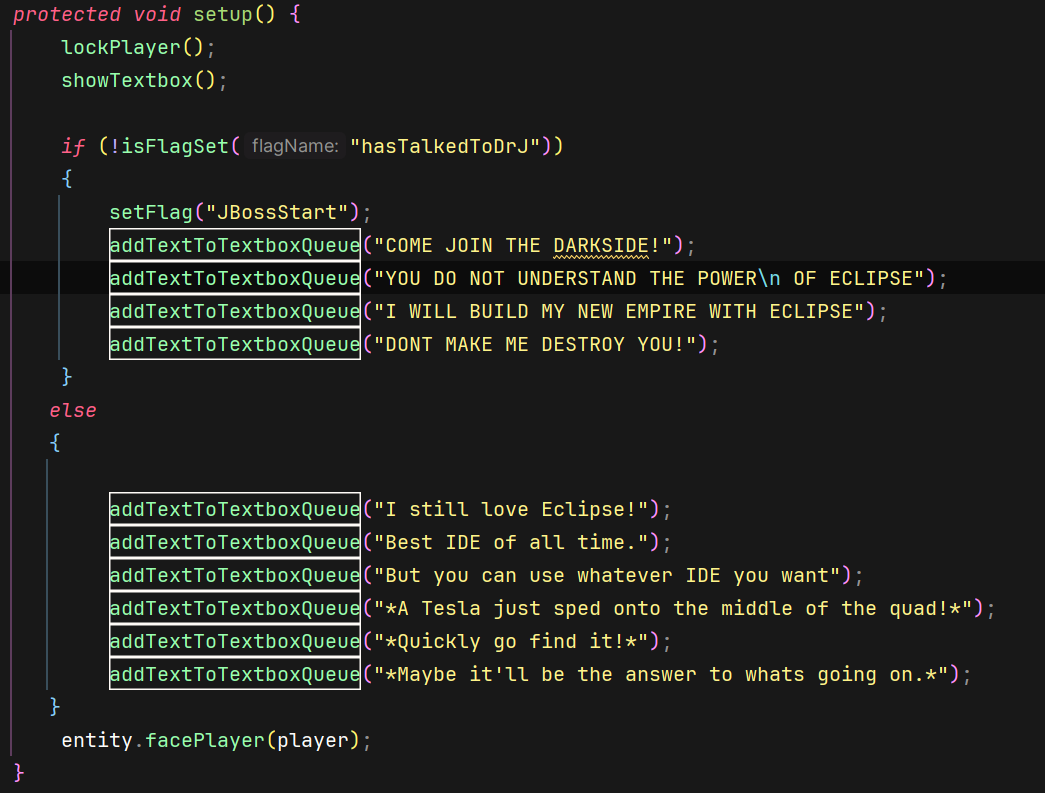 protected void setup() {
lockPlayer();
showTextbox();
if (!isFlagSet( flagName: "hasTalkedToDrJ"))
{
setFlag("JBossStart");
addTextToTextboxQueue("COME JOIN THE DARKSIDE!");
addTextToTextboxQueue("YOU DO NOT UNDERSTAND THE POWER\n OF ECLIPSE");
addTextToTextboxQueue("I WILL BUILD MY NEW EMPIRE WITH ECLIPSE");
addTextToTextboxQueue("DONT MAKE ME DESTROY YOU!");
}
else
{
addTextToTextboxQueue("I still love Eclipse!");
addTextToTextboxQueue("Best IDE of all time.");
addTextToTextboxQueue("But you can use whatever IDE you want");
addTextToTextboxQueue("*A Tesla just sped onto the middle of the quad!*");
addTextToTextboxQueue("*Quickly go find it!*");
addTextToTextboxQueue("*Maybe it'll be the answer to whats going on.*");
}
entity.facePlayer(player);
}